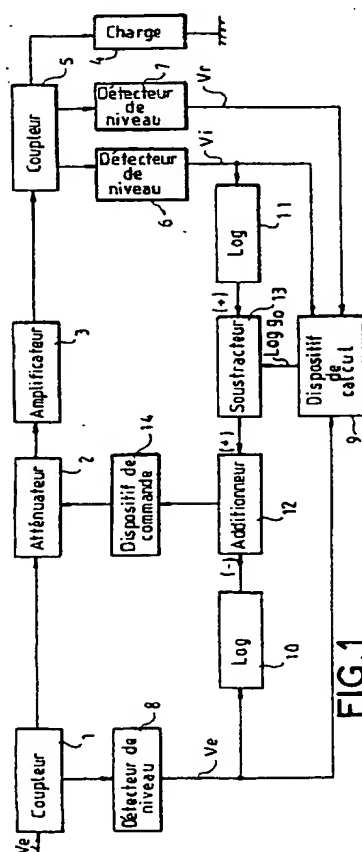 Ve
Coupleur
1
Atténuateur
2
Amplificateur
3
Coupleur
5
Charge
4
Détecteur de niveau
8
Dispositif de commande
14
Détecteur de niveau
6
Détecteur de niveau
7
Ve
Vi
Vr
Log
10
(-)
Additionneur
12
(+)
Soustracteur
13
(+)
Log
11
Log g₀
Dispositif de calcul
9
FIG.1